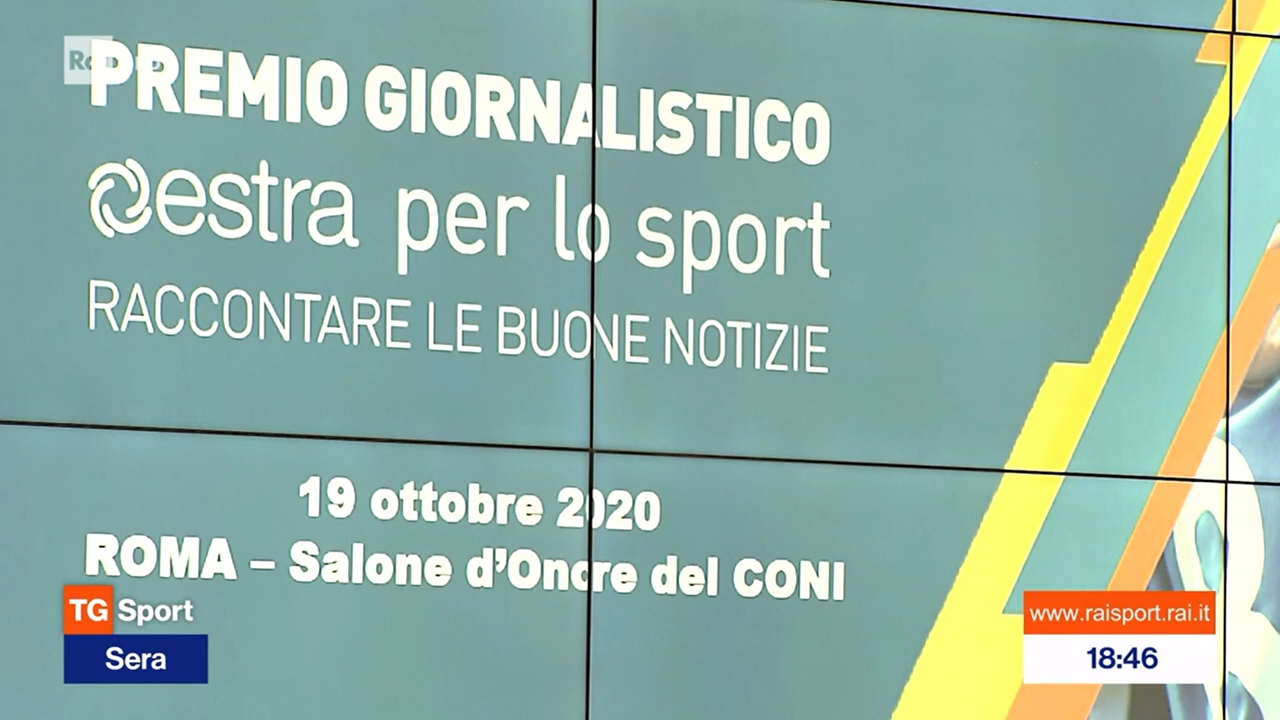 PREMIO GIORNALISTICO
estra per lo sport
RACCONTARE LE BUONE NOTIZIE
19 ottobre 2020
ROMA – Salone d'Onore del CONI
TG Sport
Sera
www.raisport.rai.it
18:46